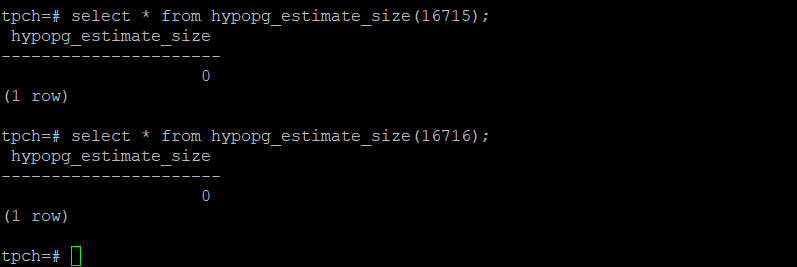 tpch=# select * from hypopg_estimate_size(16715);
 hypopg_estimate_size
----------------------
                    0
(1 row)

tpch=# select * from hypopg_estimate_size(16716);
 hypopg_estimate_size
----------------------
                    0
(1 row)

tpch=#